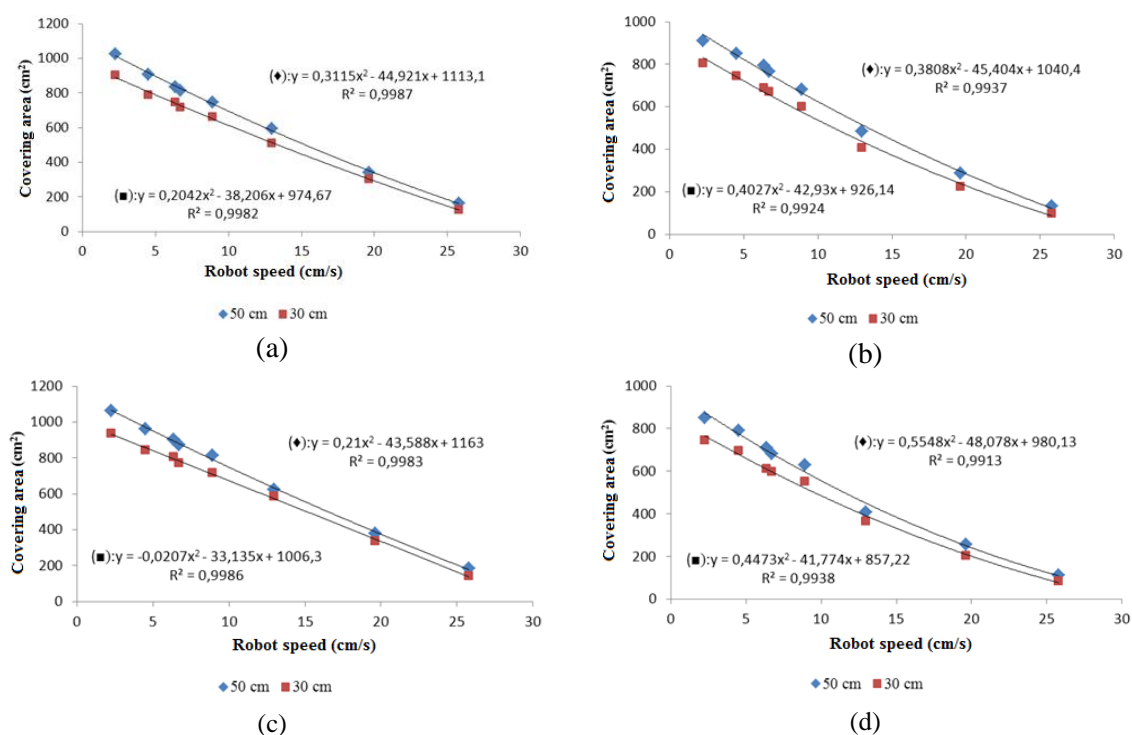 1200
1000
800
600
400
200
0
0 5 10 15 20 25 30
Covering area (cm²)
Robot speed (cm/s)
(♦):y = 0,3115x² - 44,921x + 1113,1
R² = 0,9987
(■):y = 0,2042x² - 38,206x + 974,67
R² = 0,9982
50 cm 30 cm
(a)
1000
800
600
400
200
0
0 5 10 15 20 25 30
Covering area (cm²)
Robot speed (cm/s)
(♦):y = 0,3808x² - 45,404x + 1040,4
R² = 0,9937
(■):y = 0,4027x² - 42,93x + 926,14
R² = 0,9924
50 cm 30 cm
(b)
1200
1000
800
600
400
200
0
0 5 10 15 20 25 30
Covering area (cm²)
Robot speed (cm/s)
(♦):y = 0,21x² - 43,588x + 1163
R² = 0,9983
(■):y = -0,0207x² - 33,135x + 1006,3
R² = 0,9986
50 cm 30 cm
(c)
1000
800
600
400
200
0
0 5 10 15 20 25 30
Covering area (cm²)
Robot speed (cm/s)
(♦):y = 0,5548x² - 48,078x + 980,13
R² = 0,9913
(■):y = 0,4473x² - 41,774x + 857,22
R² = 0,9938
50 cm 30 cm
(d)